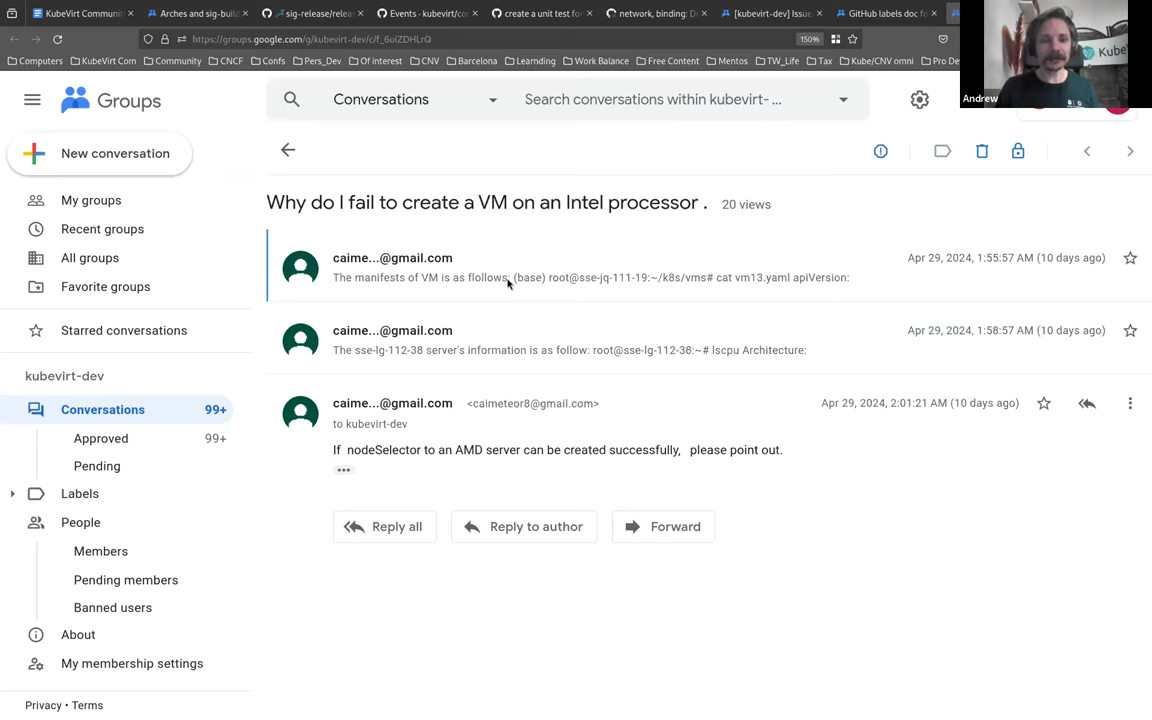 KubeVirt Communi
Arches and sig-buil
sig-release/relea
Events · kubevirt/co
create a unit test fo
network, binding: D
[kubevirt-dev] Issue
GitHub labels doc fo
https://groups.google.com/g/kubevirt-dev/c/f_6uiZDHLrQ
150%
Computers
KubeVirt Com
Community
CNCF
Confs
Pers_Dev
Of interest
CNV
Barcelona
Learnding
Work Balance
Free Content
Mentos
TW_Life
Tax
Kube/CNV omni
Pro De
Andrew
Groups
Conversations
Search conversations within kubevirt- ...
New conversation
My groups
Recent groups
All groups
Favorite groups
Starred conversations
kubevirt-dev
Conversations 99+
Approved 99+
Pending
Labels
People
Members
Pending members
Banned users
About
My membership settings
Privacy • Terms
Why do I fail to create a VM on an Intel processor . 20 views
caime...@gmail.com Apr 29, 2024, 1:55:57 AM (10 days ago)
The manifests of VM is as fllollows: (base) root@sse-jq-111-19:~/k8s/vms# cat vm13.yaml apiVersion:
caime...@gmail.com Apr 29, 2024, 1:58:57 AM (10 days ago)
The sse-lg-112-38 server's information is as follow: root@sse-lg-112-38:~# lscpu Architecture:
caime...@gmail.com <caimeteor8@gmail.com> Apr 29, 2024, 2:01:21 AM (10 days ago)
to kubevirt-dev
If nodeSelector to an AMD server can be created successfully, please point out.
Reply all
Reply to author
Forward